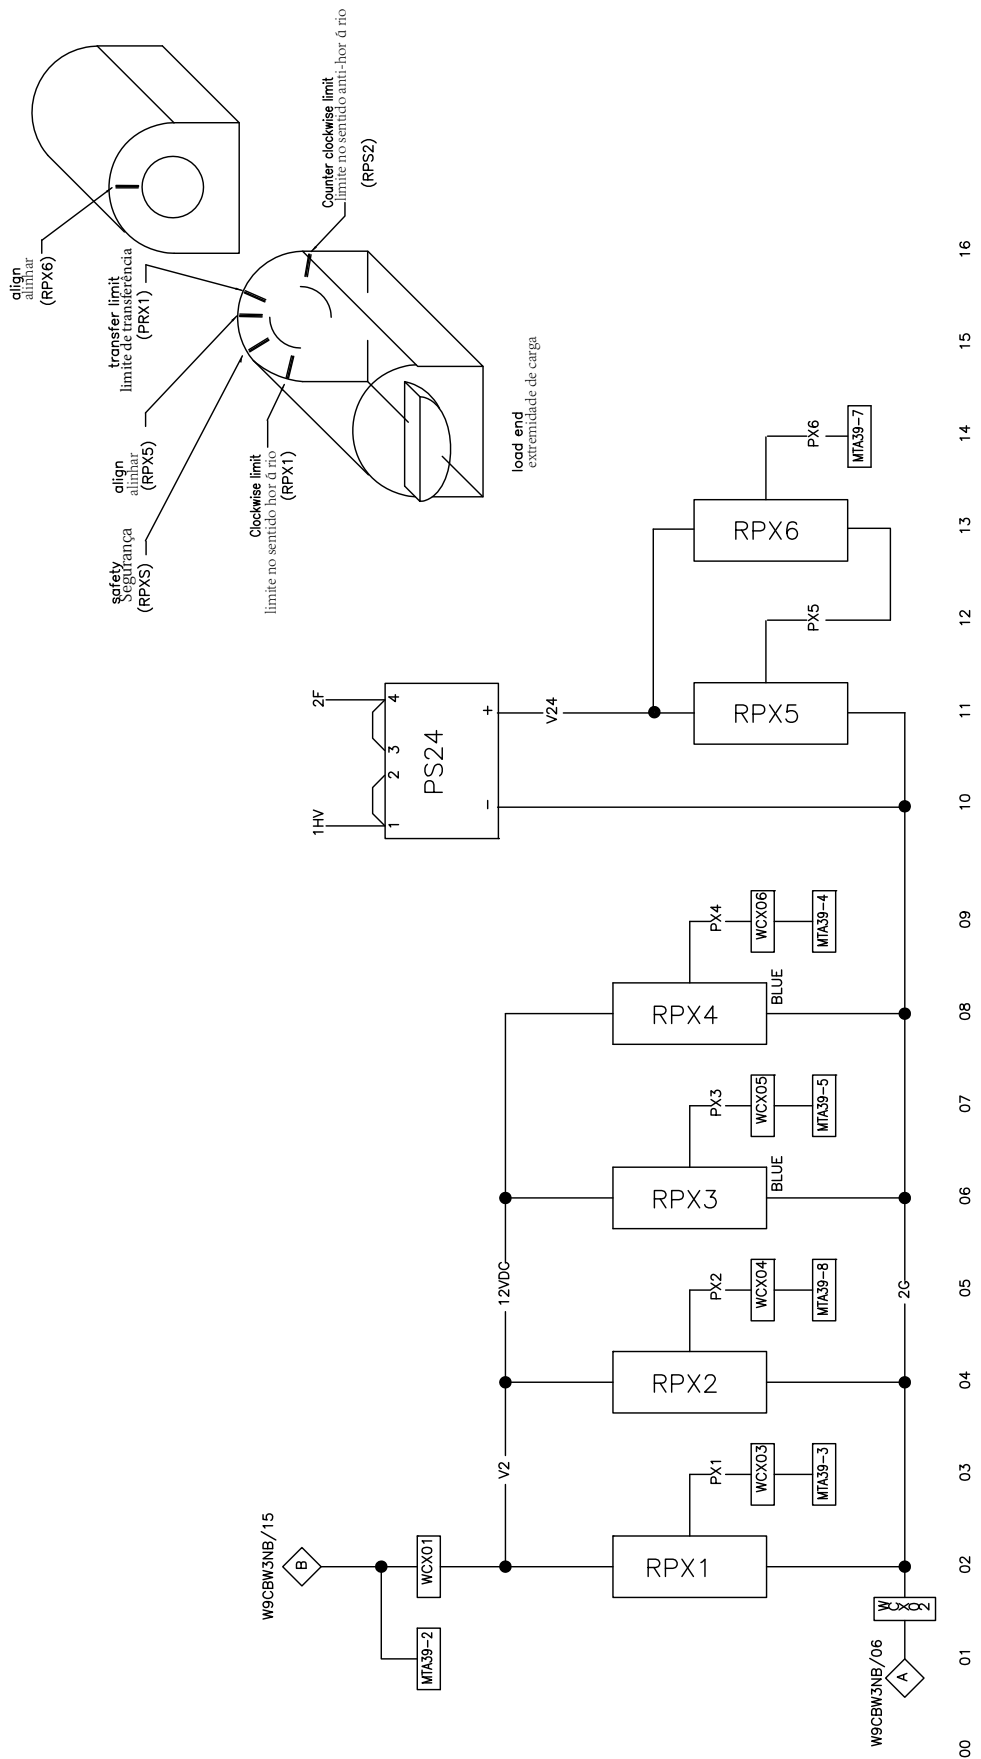 align
alinhar
(RPX6)
transfer limit
limite de transferência
(PRX1)
align
alinhar
(RPX5)
safety
Segurança
(RPXS)
Clockwise limit
limite no sentido hor á rio
(RPX1)
Counter clockwise limit
limite no sentido anti-hor á rio
(RPS2)
load end
extremidade de carga
W9CBW3NB/15
B
MTA39-2
WCX01
V2
12VDC
RPX1
PX1
WCX03
MTA39-3
RPX2
PX2
WCX04
MTA39-8
RPX3
BLUE
PX3
WCX05
MTA39-5
RPX4
BLUE
PX4
WCX06
MTA39-4
1HV
2F
1 2 3 4
PS24
- +
V24
RPX5
PX5
RPX6
PX6
MTA39-7
W9CBW3NB/06
A
WCX02
2G
00 01 02 03 04 05 06 07 08 09 10 11 12 13 14 15 16